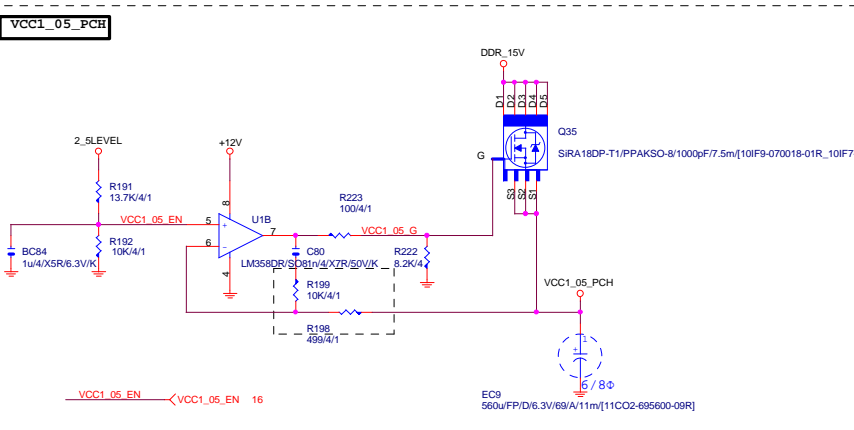 VCC1_05_PCH
DDR_15V
D1
D2
D3
D4
D5
Q35
SiRA18DP-T1/PPAKSO-8/1000pF/7.5m/[10IF9-070018-01R_10IF7
G
S3
S2
S1
2_5LEVEL
+12V
R191
13.7K/4/1
VCC1_05_EN
5
8
U1B
7
6
4
R223
100/4/1
VCC1_05_G
R192
10K/4/1
BC84
1u/4/X5R/6.3V/K
C80
LM358DR/SO81n/4/X7R/50V/K
R222
8.2K/4
R199
10K/4/1
VCC1_05_PCH
R198
499/4/1
1
+
6/8Φ
EC9
560u/FP/D/6.3V/69/A/11m/[11CO2-695600-09R]
VCC1_05_EN
VCC1_05_EN 16